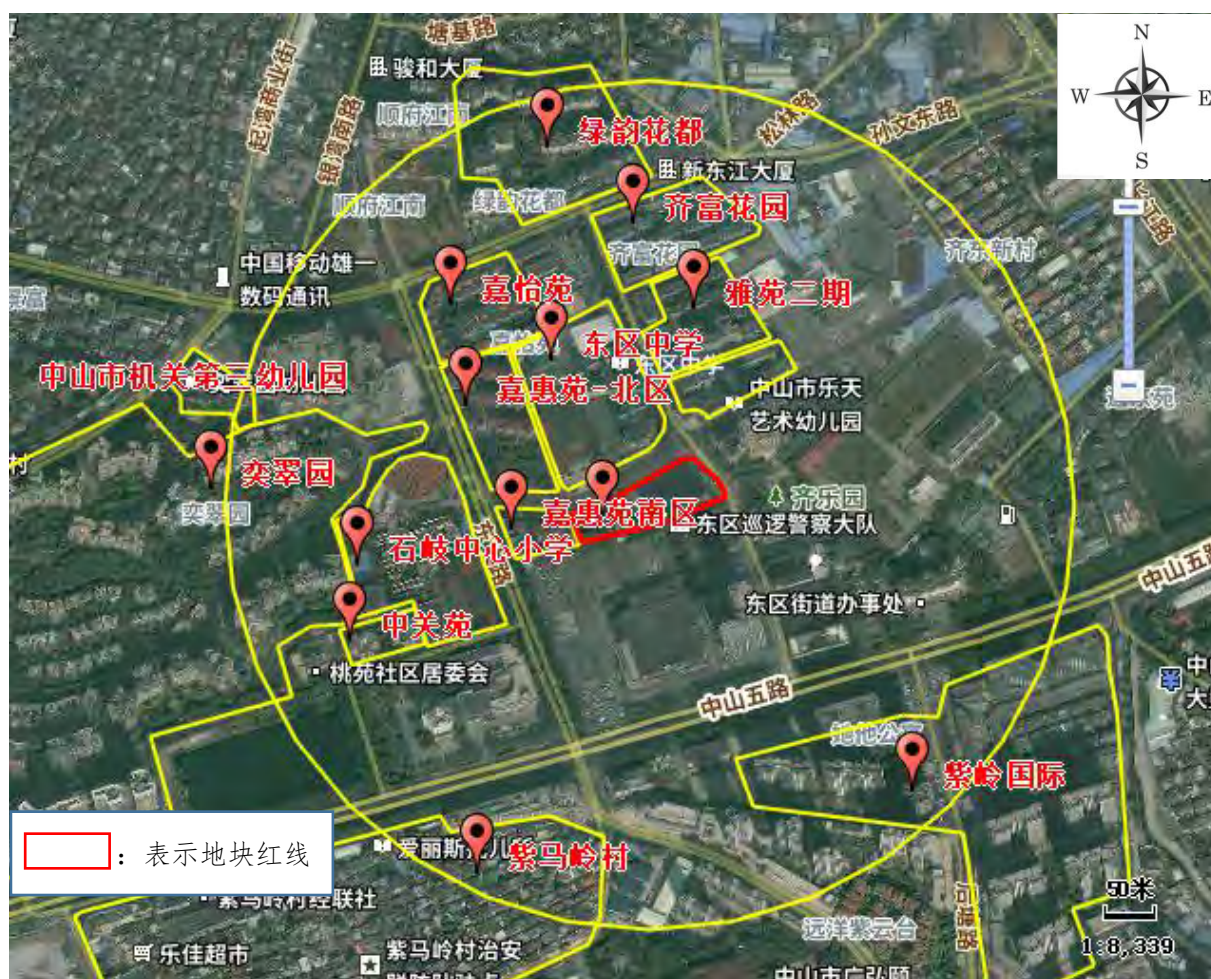 塘基路
N
骏和大厦
W
E
起湾商业街
顺府江南
松林路
孙文东路
绿韵花都
S
银湾南路
新东江大厦
顺府江南
绿韵花都
齐富花园
齐富花园
齐东新村
中国移动雄一
数码通讯
嘉怡苑
雅苑二期
嘉怡苑
东区中学
东区中学
中山市机关第三幼儿园
嘉惠苑-北区
中山市乐天
艺术幼儿园
村
奕翠园
奕翠园
齐乐园
嘉惠苑南区
东区巡逻警察大队
石岐中心小学
中山五路
东区街道办事处
中关苑
桃苑社区居委会
中山五路
紫岭国际
：表示地块红线
紫马岭村
紫马岭村经联社
50米
远洋紫云台
1:8,339
乐佳超市
紫马岭村治安